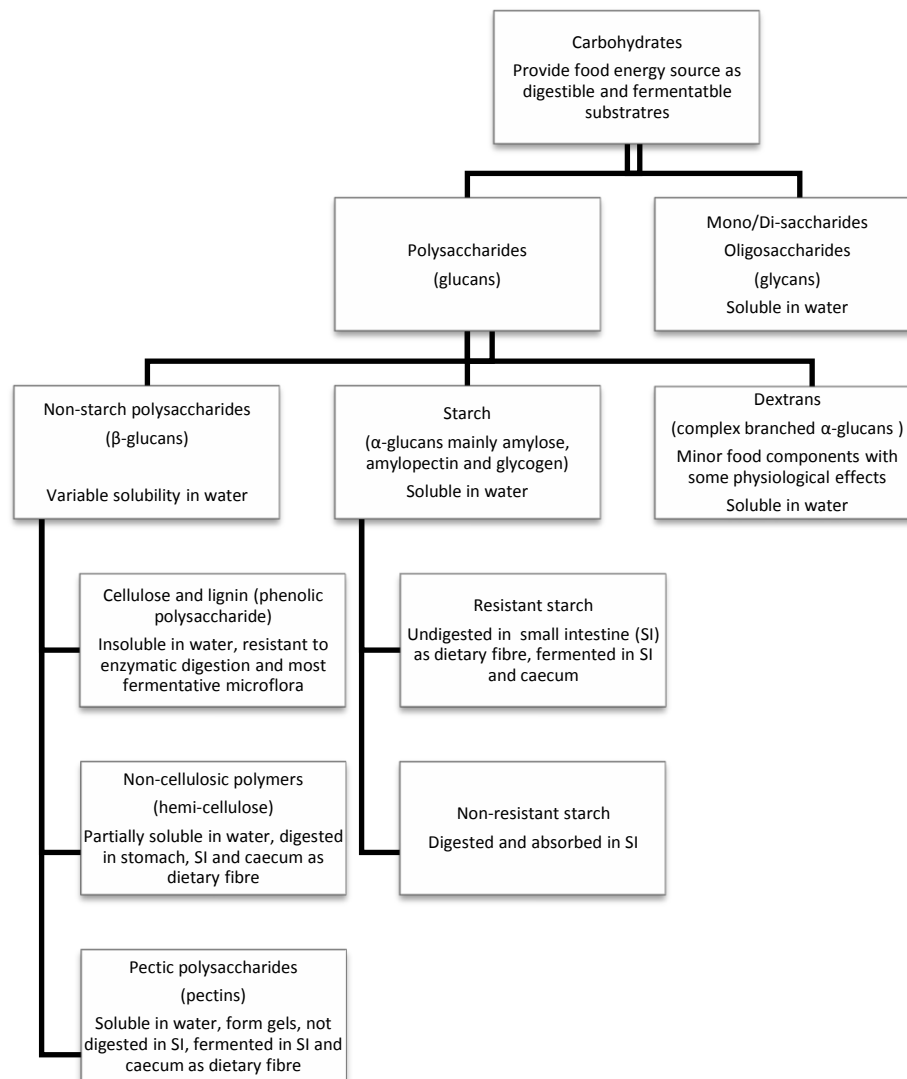 Carbohydrates
Provide food energy source as
digestible and fermentatble
substratres
Polysaccharides
(glucans)
Mono/Di-saccharides
Oligosaccharides
(glycans)
Soluble in water
Non-starch polysaccharides
(β-glucans)
Variable solubility in water
Starch
(α-glucans mainly amylose,
amylopectin and glycogen)
Soluble in water
Dextrans
(complex branched α-glucans )
Minor food components with
some physiological effects
Soluble in water
Cellulose and lignin (phenolic
polysaccharide)
Insoluble in water, resistant to
enzymatic digestion and most
fermentative microflora
Resistant starch
Undigested in small intestine (SI)
as dietary fibre, fermented in SI
and caecum
Non-cellulosic polymers
(hemi-cellulose)
Partially soluble in water, digested
in stomach, SI and caecum as
dietary fibre
Non-resistant starch
Digested and absorbed in SI
Pectic polysaccharides
(pectins)
Soluble in water, form gels, not
digested in SI, fermented in SI and
caecum as dietary fibre